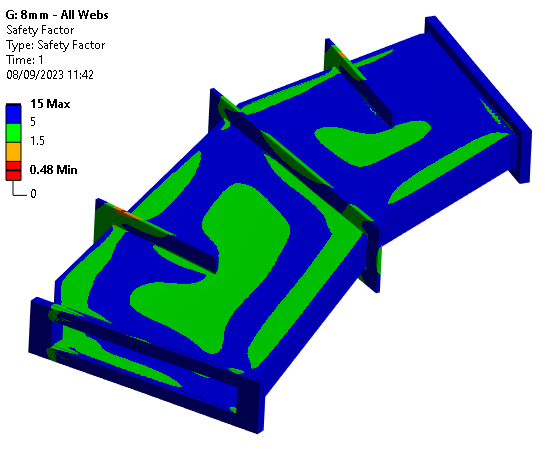 G: 8mm - All Webs
Safety Factor
Type: Safety Factor
Time: 1
08/09/2023 11:42
15 Max
5
1.5
0.48 Min
0